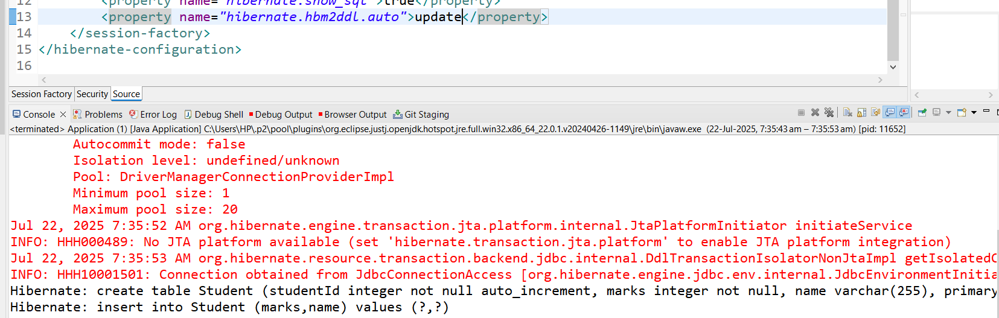 12 <property name="hibernate.show_sql">true</property>
13 <property name="hibernate.hbm2ddl.auto">update</property>
14 </session-factory>
15 </hibernate-configuration>
16
Session Factory Security Source
Console Problems Error Log Debug Shell Debug Output Browser Output Git Staging
<terminated> Application (1) [Java Application] C:\Users\HP\.p2\pool\plugins\org.eclipse.justj.openjdk.hotspot.jre.full.win32.x86_64_22.0.1.v20240426-1149\jre\bin\javaw.exe (22-Jul-2025, 7:35:43 am – 7:35:53 am) [pid: 11652]
Autocommit mode: false
Isolation level: undefined/unknown
Pool: DriverManagerConnectionProviderImpl
Minimum pool size: 1
Maximum pool size: 20
Jul 22, 2025 7:35:52 AM org.hibernate.engine.transaction.jta.platform.internal.JtaPlatformInitiator initiateService
INFO: HHH000489: No JTA platform available (set 'hibernate.transaction.jta.platform' to enable JTA platform integration)
Jul 22, 2025 7:35:53 AM org.hibernate.resource.transaction.backend.jdbc.internal.DdlTransactionIsolatorNonJtaImpl getIsolatedC
INFO: HHH10001501: Connection obtained from JdbcConnectionAccess [org.hibernate.engine.jdbc.env.internal.JdbcEnvironmentInitia
Hibernate: create table Student (studentId integer not null auto_increment, marks integer not null, name varchar(255), primary
Hibernate: insert into Student (marks,name) values (?,?)